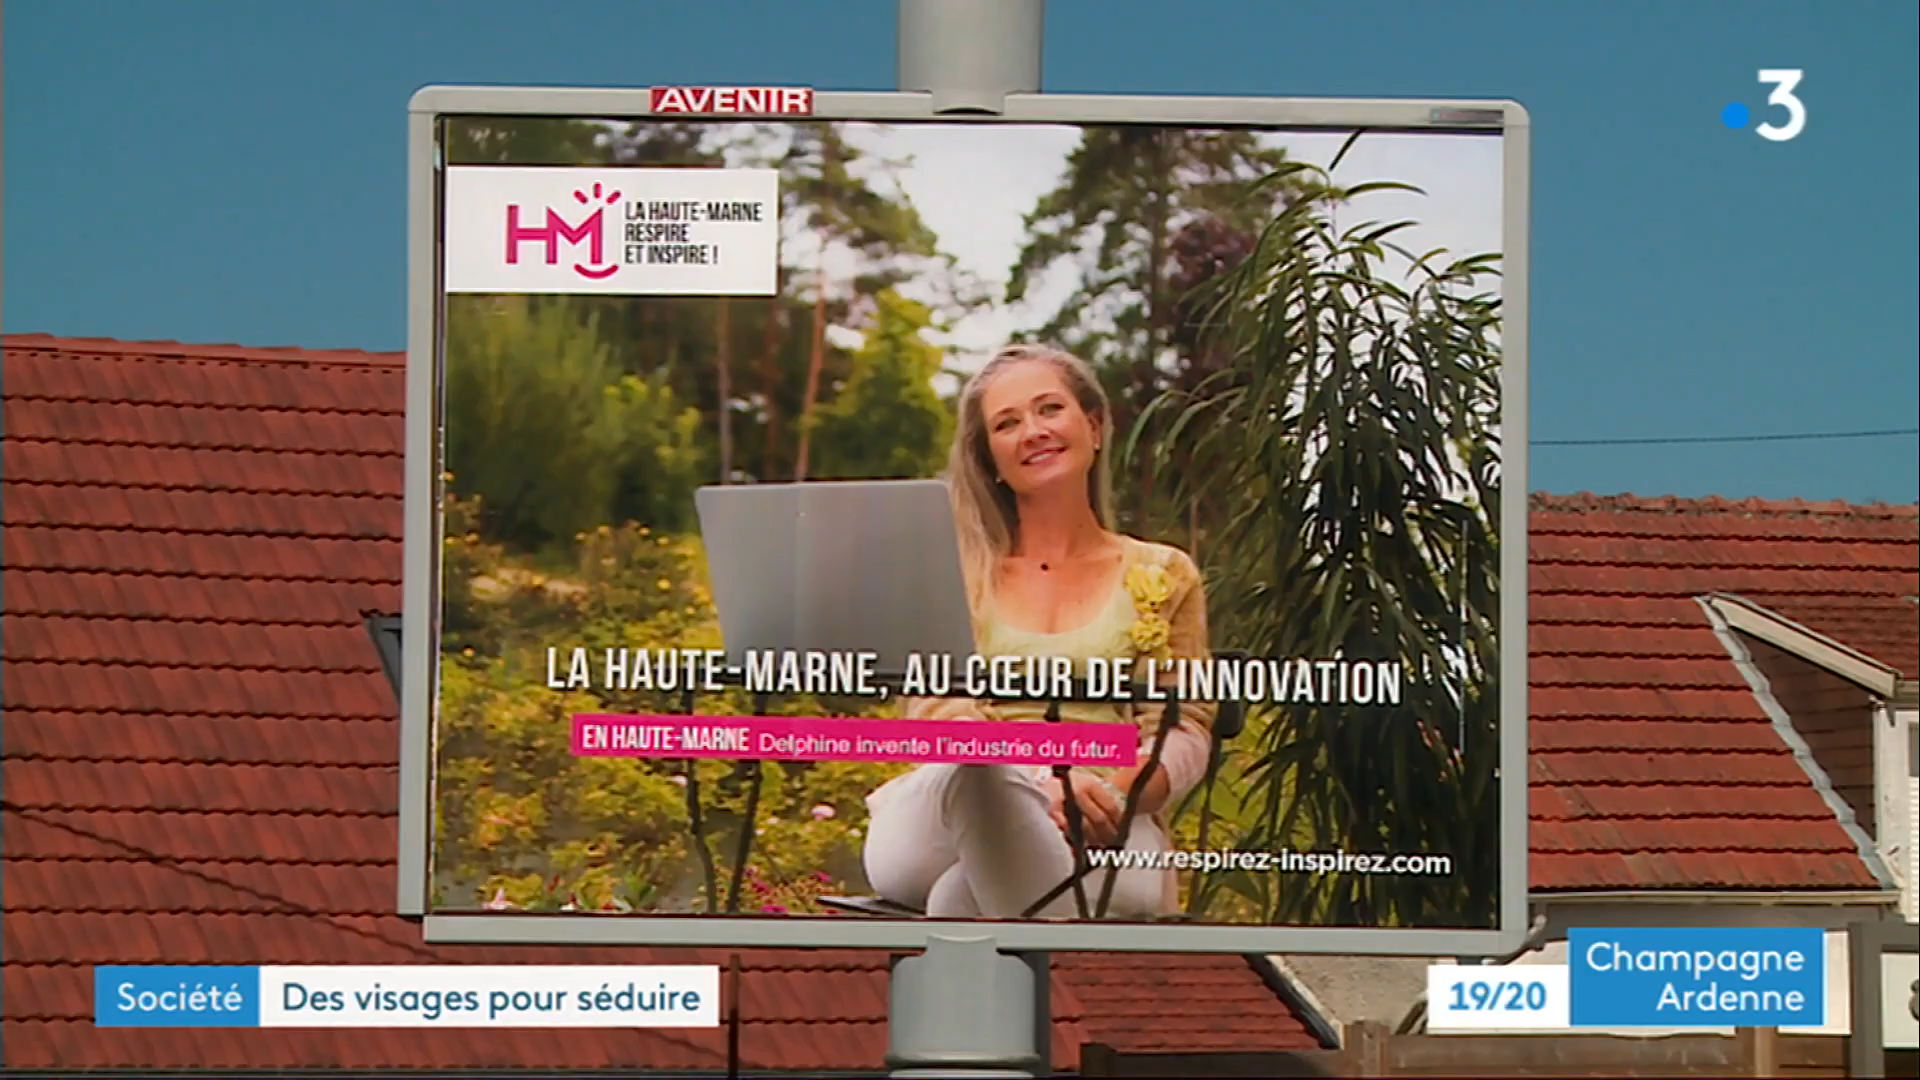 AVENIR
3
HM
LA HAUTE-MARNE
RESPIRE
ET INSPIRE !
LA HAUTE-MARNE, AU CŒUR DE L'INNOVATION
EN HAUTE-MARNE Delphine invente l'industrie du futur.
www.respirez-inspirez.com
Société Des visages pour séduire
19/20
Champagne
Ardenne